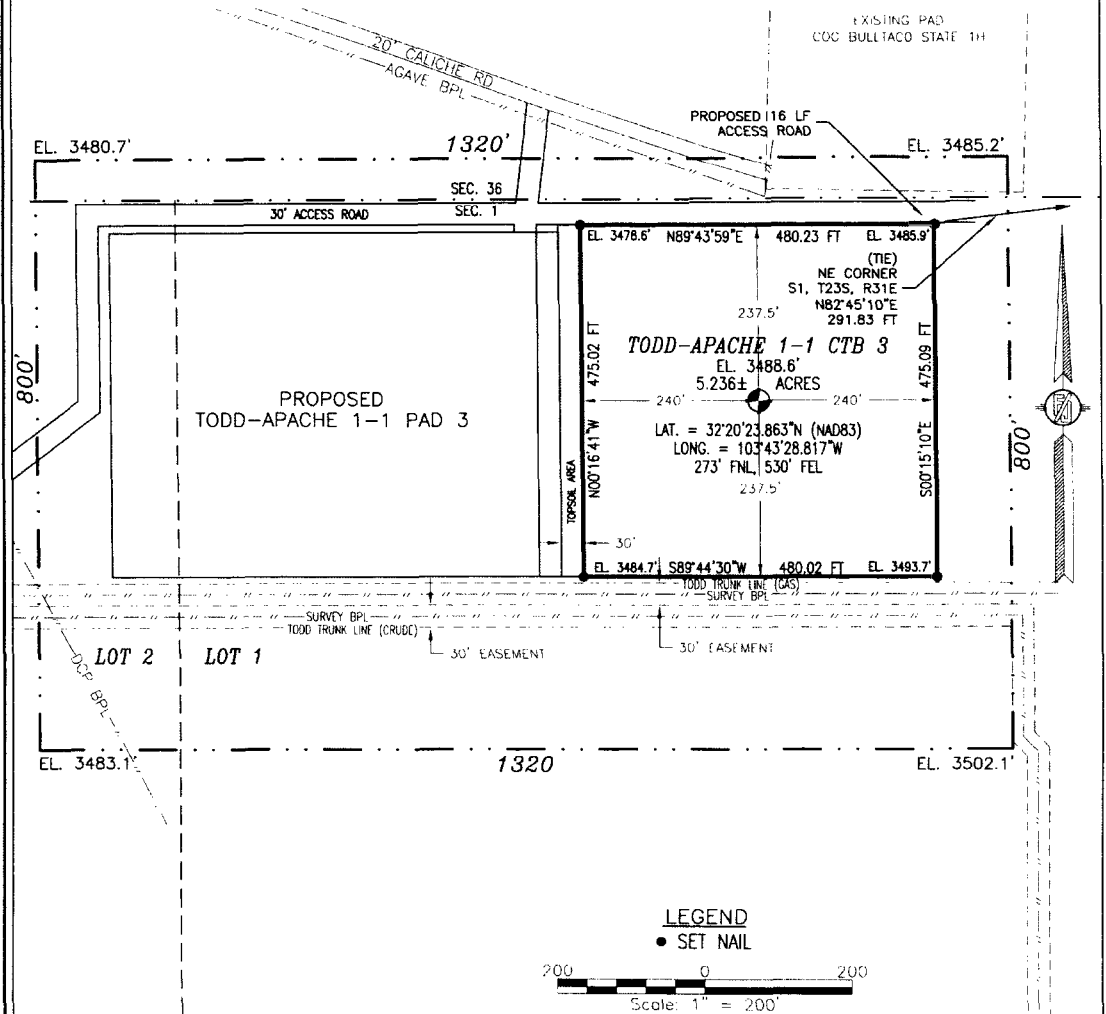 EXISTING PAD
COG BULLTACO STATE 1H
20' CALICHE RD
AGAVE BPL
PROPOSED 16 LF
ACCESS ROAD
EL. 3480.7'
1320'
EL. 3485.2'
SEC. 36
SEC. 1
30' ACCESS ROAD
EL. 3478.6'
N89°43'59"E
480.23 FT
EL. 3485.9'
(TIE)
NE CORNER
S1, T23S, R31E
N82°45'10"E
291.83 FT
237.5'
800'
PROPOSED
TODD-APACHE 1-1 PAD 3
TOPSOIL AREA
N00°16'41"W
475.02 FT
TODD-APACHE 1-1 CTB 3
EL. 3488.6'
5.236± ACRES
240'
240'
LAT. = 32°20'23.863"N (NAD83)
LONG. = 103°43'28.817"W
273' FNL, 530' FEL
237.5'
S00°15'10"E
475.09 FT
800'
30'
EL. 3484.7'
S89°44'30"W
480.02 FT
EL. 3493.7'
TODD TRUNK LINE (GAS)
SURVEY BPL
SURVEY BPL
TODD TRUNK LINE (CRUDE)
30' EASEMENT
30' EASEMENT
LOT 2
LOT 1
DCP BPL
EL. 3483.1'
1320
EL. 3502.1'
LEGEND
SET NAIL
200
0
200
Scale: 1" = 200'